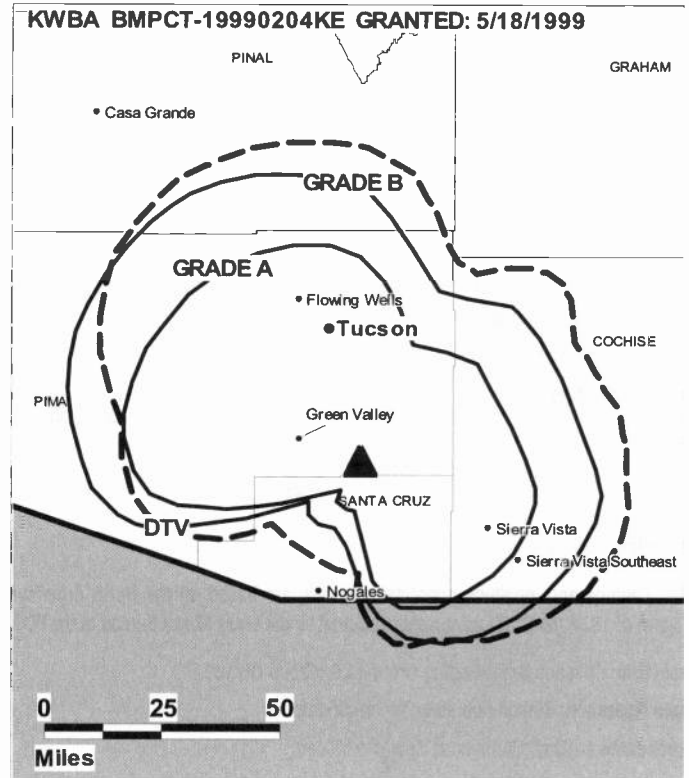 KWBA BMPCT-19990204KE GRANTED: 5/18/1999
PINAL
GRAHAM
Casa Grande
GRADE B
GRADE A
Flowing Wells
Tucson
COCHISE
PIMA
Green Valley
SANTA CRUZ
DTV
Sierra Vista
Sierra Vista Southeast
Nogales
0 25 50
Miles